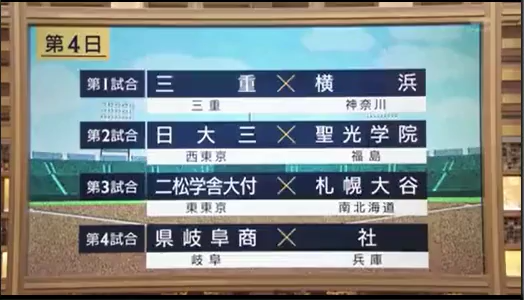 第4日
第1試合 三重 × 横浜
三重 神奈川
第2試合 日大三 × 聖光学院
西東京 福島
第3試合 二松学舎大付 × 札幌大谷
東東京 南北海道
第4試合 県岐阜商 × 社
岐阜 兵庫